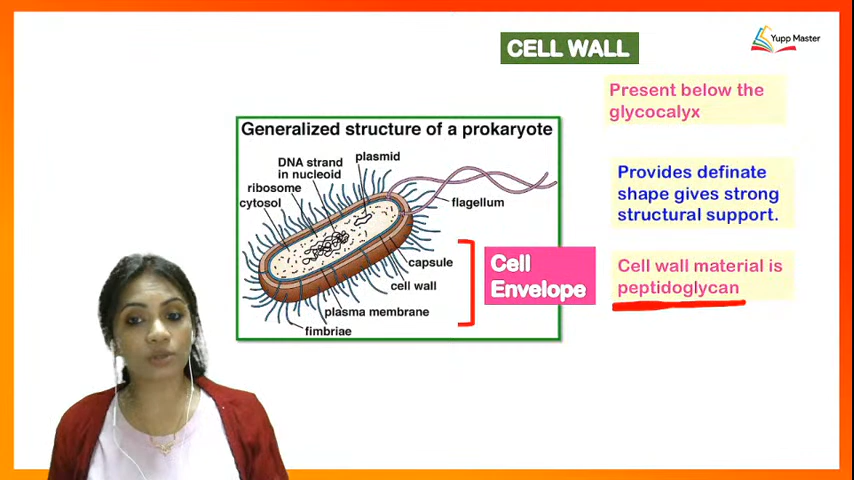 CELL WALL
Yupp Master
Present below the
glycocalyx
Generalized structure of a prokaryote
DNA strand
in nucleoid
plasmid
ribosome
cytosol
flagellum
Provides definate
shape gives strong
structural support.
capsule
cell wall
plasma membrane
fimbriae
Cell
Envelope
Cell wall material is
peptidoglycan